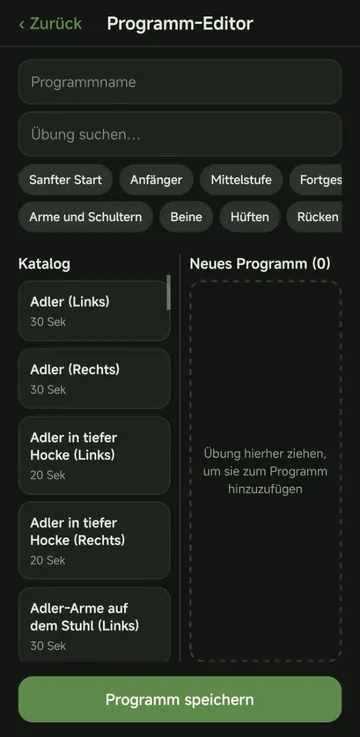 ‹ Zurück
Programm-Editor
Programmname
Übung suchen...
Sanfter Start
Anfänger
Mittelstufe
Fortges
Arme und Schultern
Beine
Hüften
Rücken
Katalog
Adler (Links)
30 Sek
Adler (Rechts)
30 Sek
Adler in tiefer
Hocke (Links)
20 Sek
Adler in tiefer
Hocke (Rechts)
20 Sek
Adler-Arme auf
dem Stuhl (Links)
30 Sek
Neues Programm (0)
Übung hierher ziehen,
um sie zum Programm
hinzuzufügen
Programm speichern